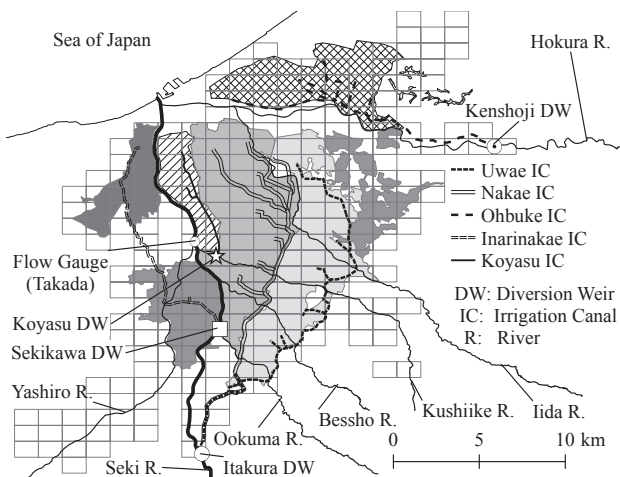 Sea of Japan
Hokura R.
Kenshoji DW
Uwae IC
Nakae IC
Ohbuke IC
Inarinakae IC
Koyasu IC
DW: Diversion Weir
IC: Irrigation Canal
R: River
Flow Gauge
(Takada)
Koyasu DW
Sekikawa DW
Yashiro R.
Seki R.
Itakura DW
Ookuma R.
Bessho R.
Kushiike R.
Iida R.
0 5 10 km